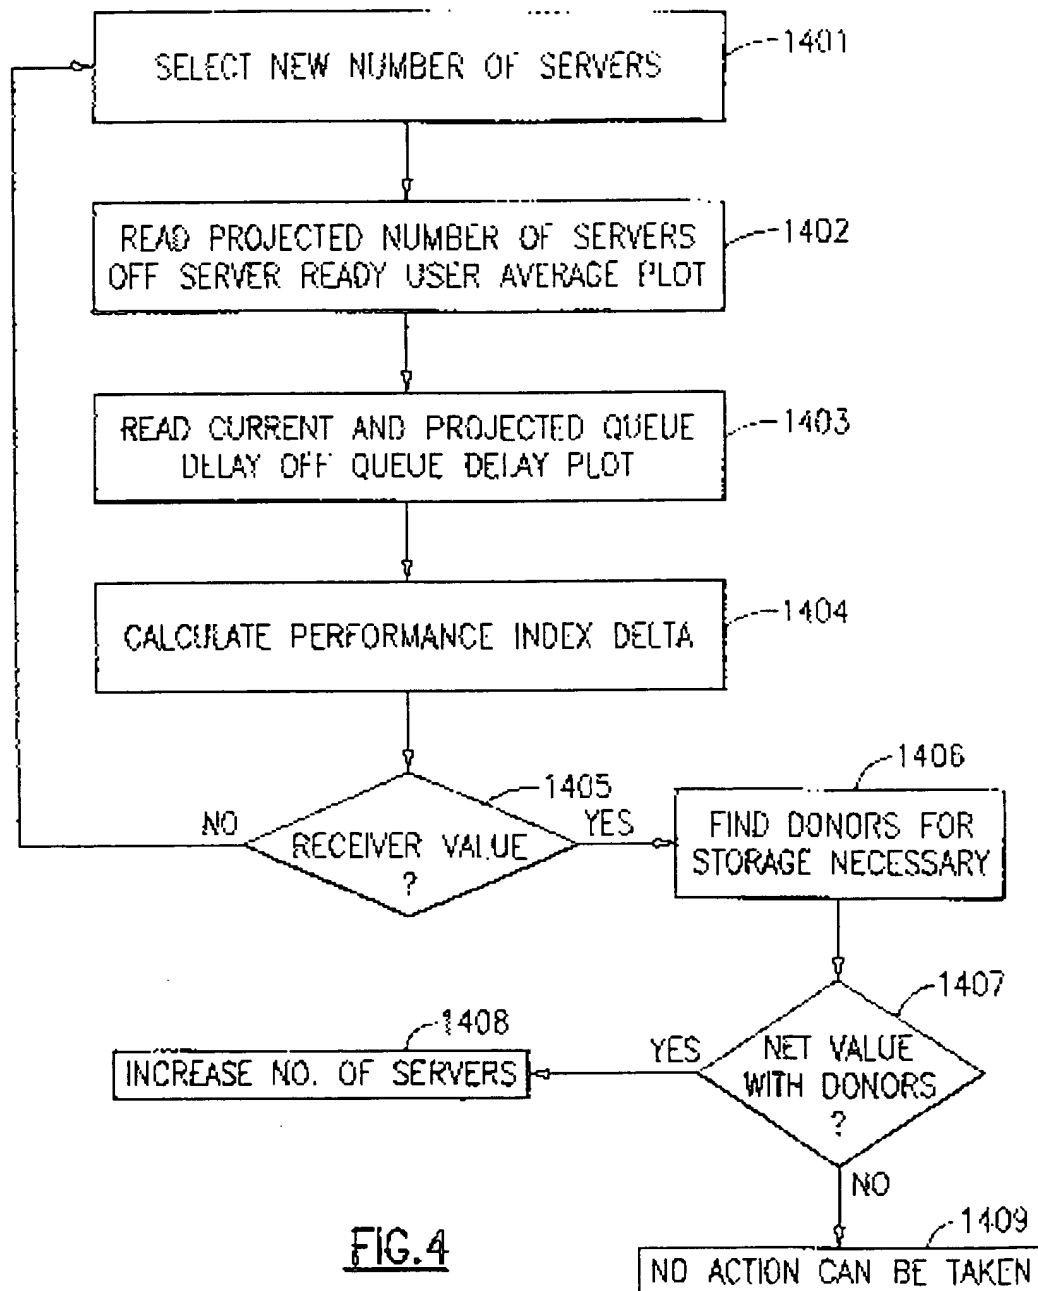 SELECT NEW NUMBER OF SERVERS
1401
READ PROJECTED NUMBER OF SERVERS
OFF SERVER READY USER AVERAGE PLOT
1402
READ CURRENT AND PROJECTED QUEUE
DELAY OFF QUEUE DELAY PLOT
1403
CALCULATE PERFORMANCE INDEX DELTA
1404
RECEIVER VALUE
?
1405
NO
YES
FIND DONORS FOR
STORAGE NECESSARY
1406
NET VALUE
WITH DONORS
?
1407
YES
INCREASE NO. OF SERVERS
1408
NO
NO ACTION CAN BE TAKEN
1409
FIG.4